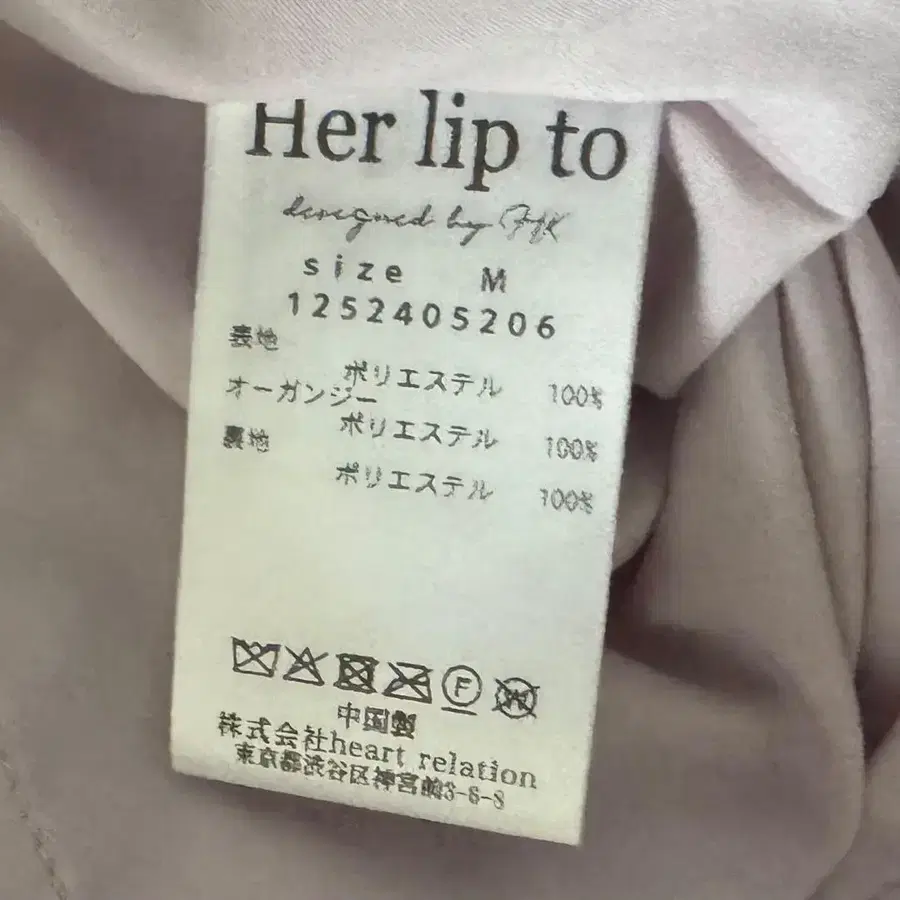 Her lip to
designed by HK
size M
1252405206
表地
ポリエステル 100%
オーガンジー
ポリエステル 100%
裏地
ポリエステル 100%
F W
中国製
株式会社heart relation
東京都渋谷区神宮前3-6-8